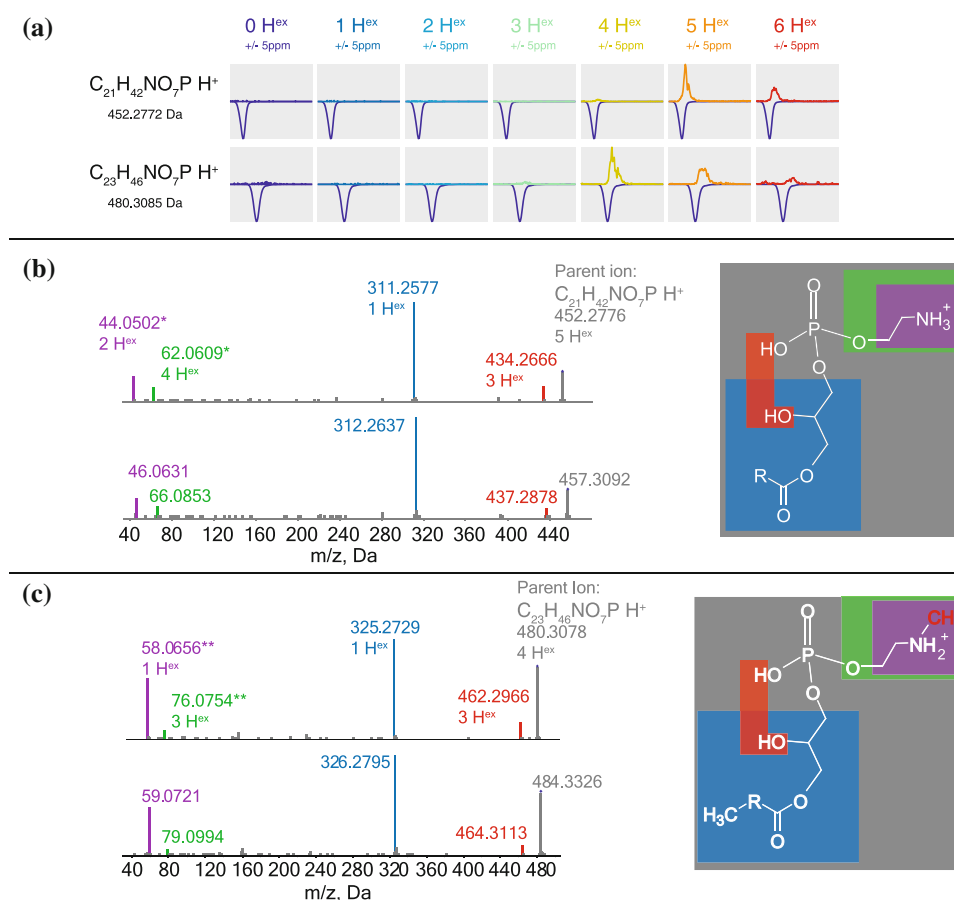 (a)
0 Hᵉˣ 1 Hᵉˣ 2 Hᵉˣ 3 Hᵉˣ 4 Hᵉˣ 5 Hᵉˣ 6 Hᵉˣ
+/- 5ppm +/- 5ppm +/- 5ppm +/- 5ppm +/- 5ppm +/- 5ppm +/- 5ppm
C₂₁H₄₂NO₇P H⁺
452.2772 Da
C₂₃H₄₆NO₇P H⁺
480.3085 Da
(b)
Parent ion:
C₂₁H₄₂NO₇P H⁺
452.2776
5 Hᵉˣ
311.2577
1 Hᵉˣ
44.0502*
2 Hᵉˣ
62.0609*
4 Hᵉˣ
434.2666
3 Hᵉˣ
312.2637
46.0631
66.0853
437.2878
457.3092
40 80 120 160 200 240 280 320 360 400 440
m/z, Da
O
HO P O NH₃⁺
O
HO
R O
O
(c)
Parent Ion:
C₂₃H₄₆NO₇P H⁺
480.3078
4 Hᵉˣ
325.2729
1 Hᵉˣ
58.0656**
1 Hᵉˣ
76.0754**
3 Hᵉˣ
462.2966
3 Hᵉˣ
326.2795
59.0721
79.0994
464.3113
484.3326
40 80 120 160 200 240 280 320 360 400 440 480
m/z, Da
O
CH
HO P O NH₂⁺
O
HO
H₃C R O
O